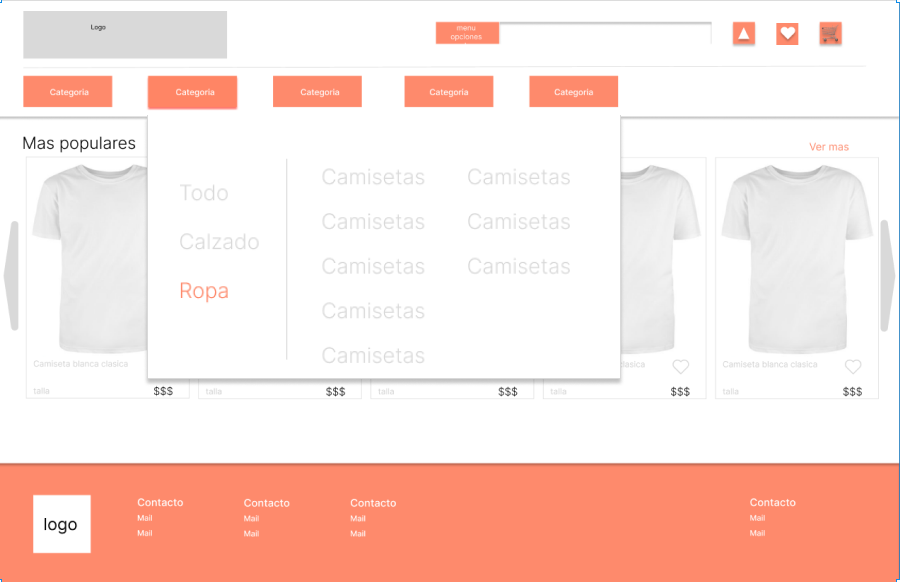 Logo
menu
opciones
Categoria
Categoria
Categoria
Categoria
Categoria
Mas populares
Ver mas
Todo
Calzado
Ropa
Camisetas
Camisetas
Camisetas
Camisetas
Camisetas
Camisetas
Camisetas
Camisetas
Camiseta blanca clasica
talla
$$$
talla
$$$
talla
$$$
clasica
talla
$$$
Camiseta blanca clasica
talla
$$$
logo
Contacto
Mail
Mail
Contacto
Mail
Mail
Contacto
Mail
Mail
Contacto
Mail
Mail